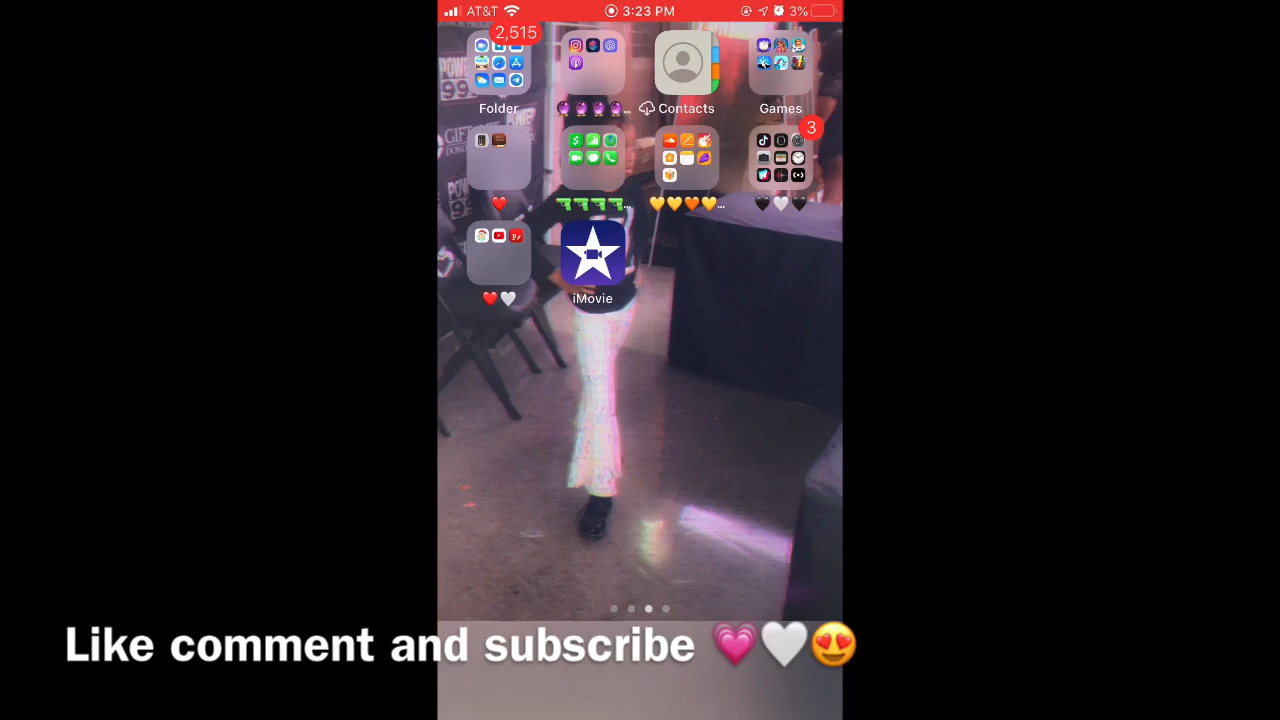 AT&T 3:23 PM 3%
2,515
Folder 🔮🔮🔮🔮... Contacts Games
3
❤️ 🔫🔫🔫🔫... 💛💛🧡💛... 🖤🤍🖤
❤️🤍 iMovie
Like comment and subscribe 💗🤍😍